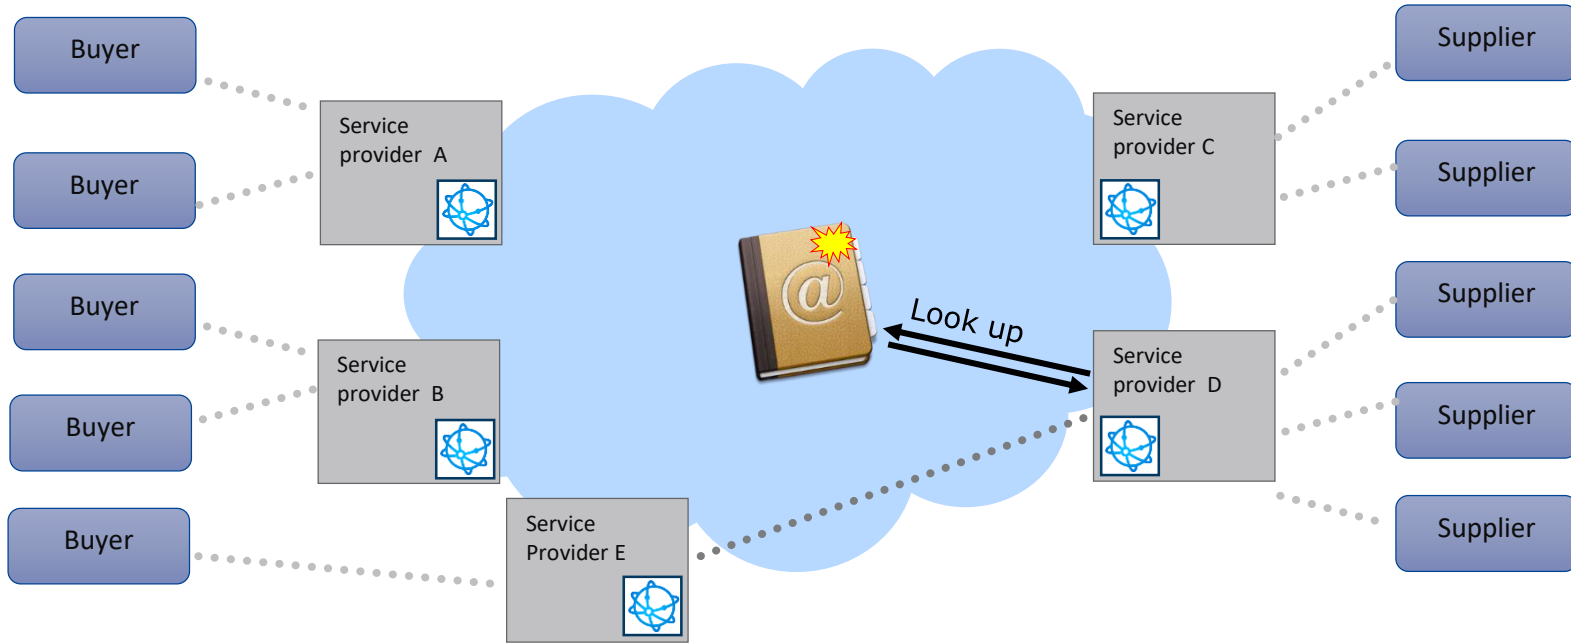 Buyer
Supplier
Service
provider  A
Service
provider C
Buyer
Supplier
@
Buyer
Supplier
Look up
Service
provider  B
Service
provider  D
Buyer
Supplier
Buyer
Service
Provider E
Supplier